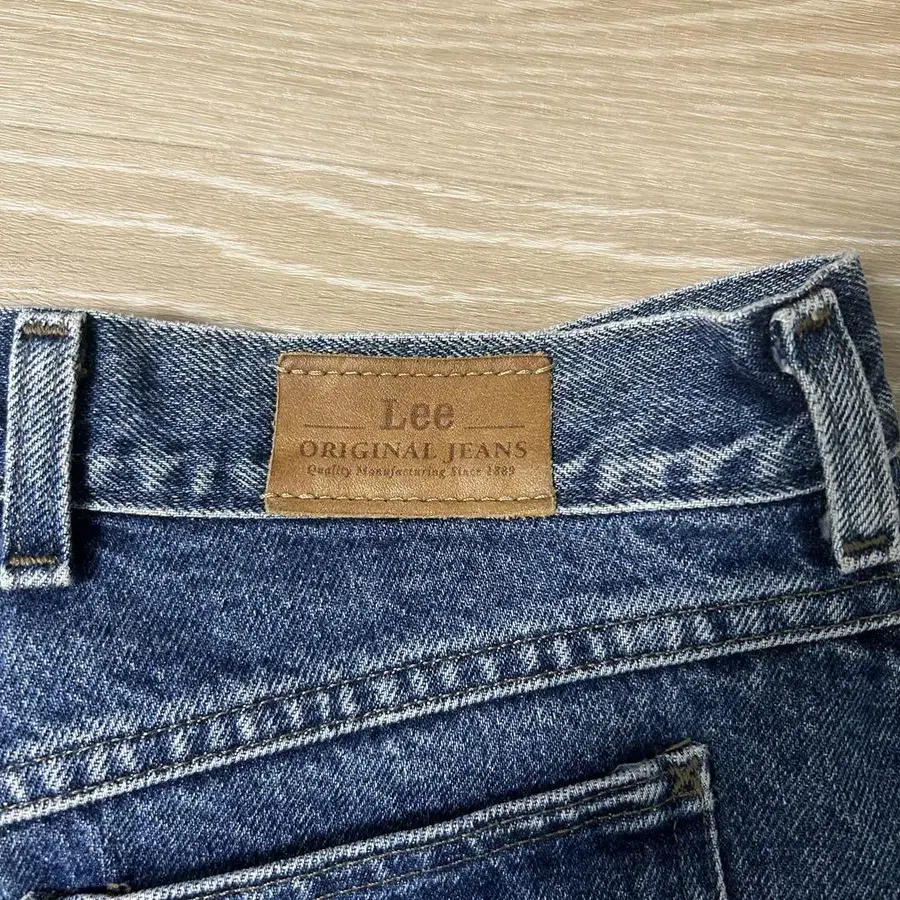 Lee
ORIGINAL JEANS
Quality Manufacturing Since 1889